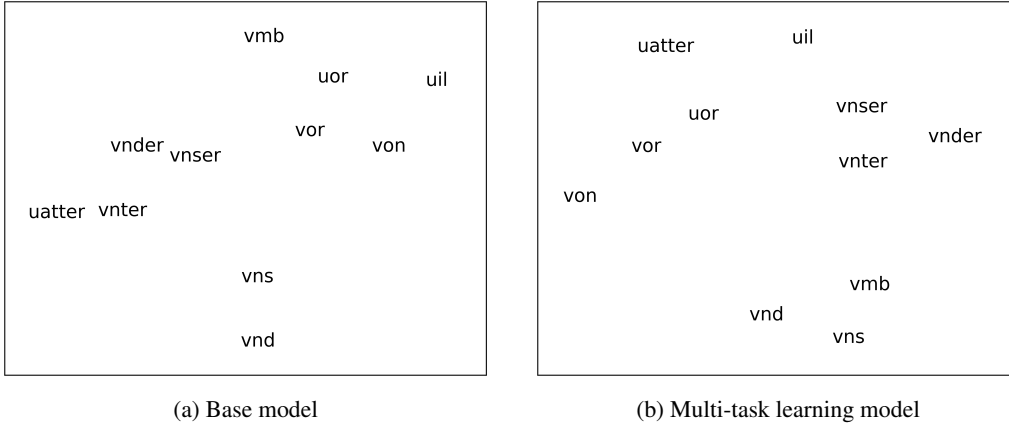 vmb
uor
uil
vor
von
vnder
vnser
uatter
vnter
vns
vnd
(a) Base model
uil
uatter
vnser
uor
vnder
vor
vnter
von
vmb
vnd
vns
(b) Multi-task learning model